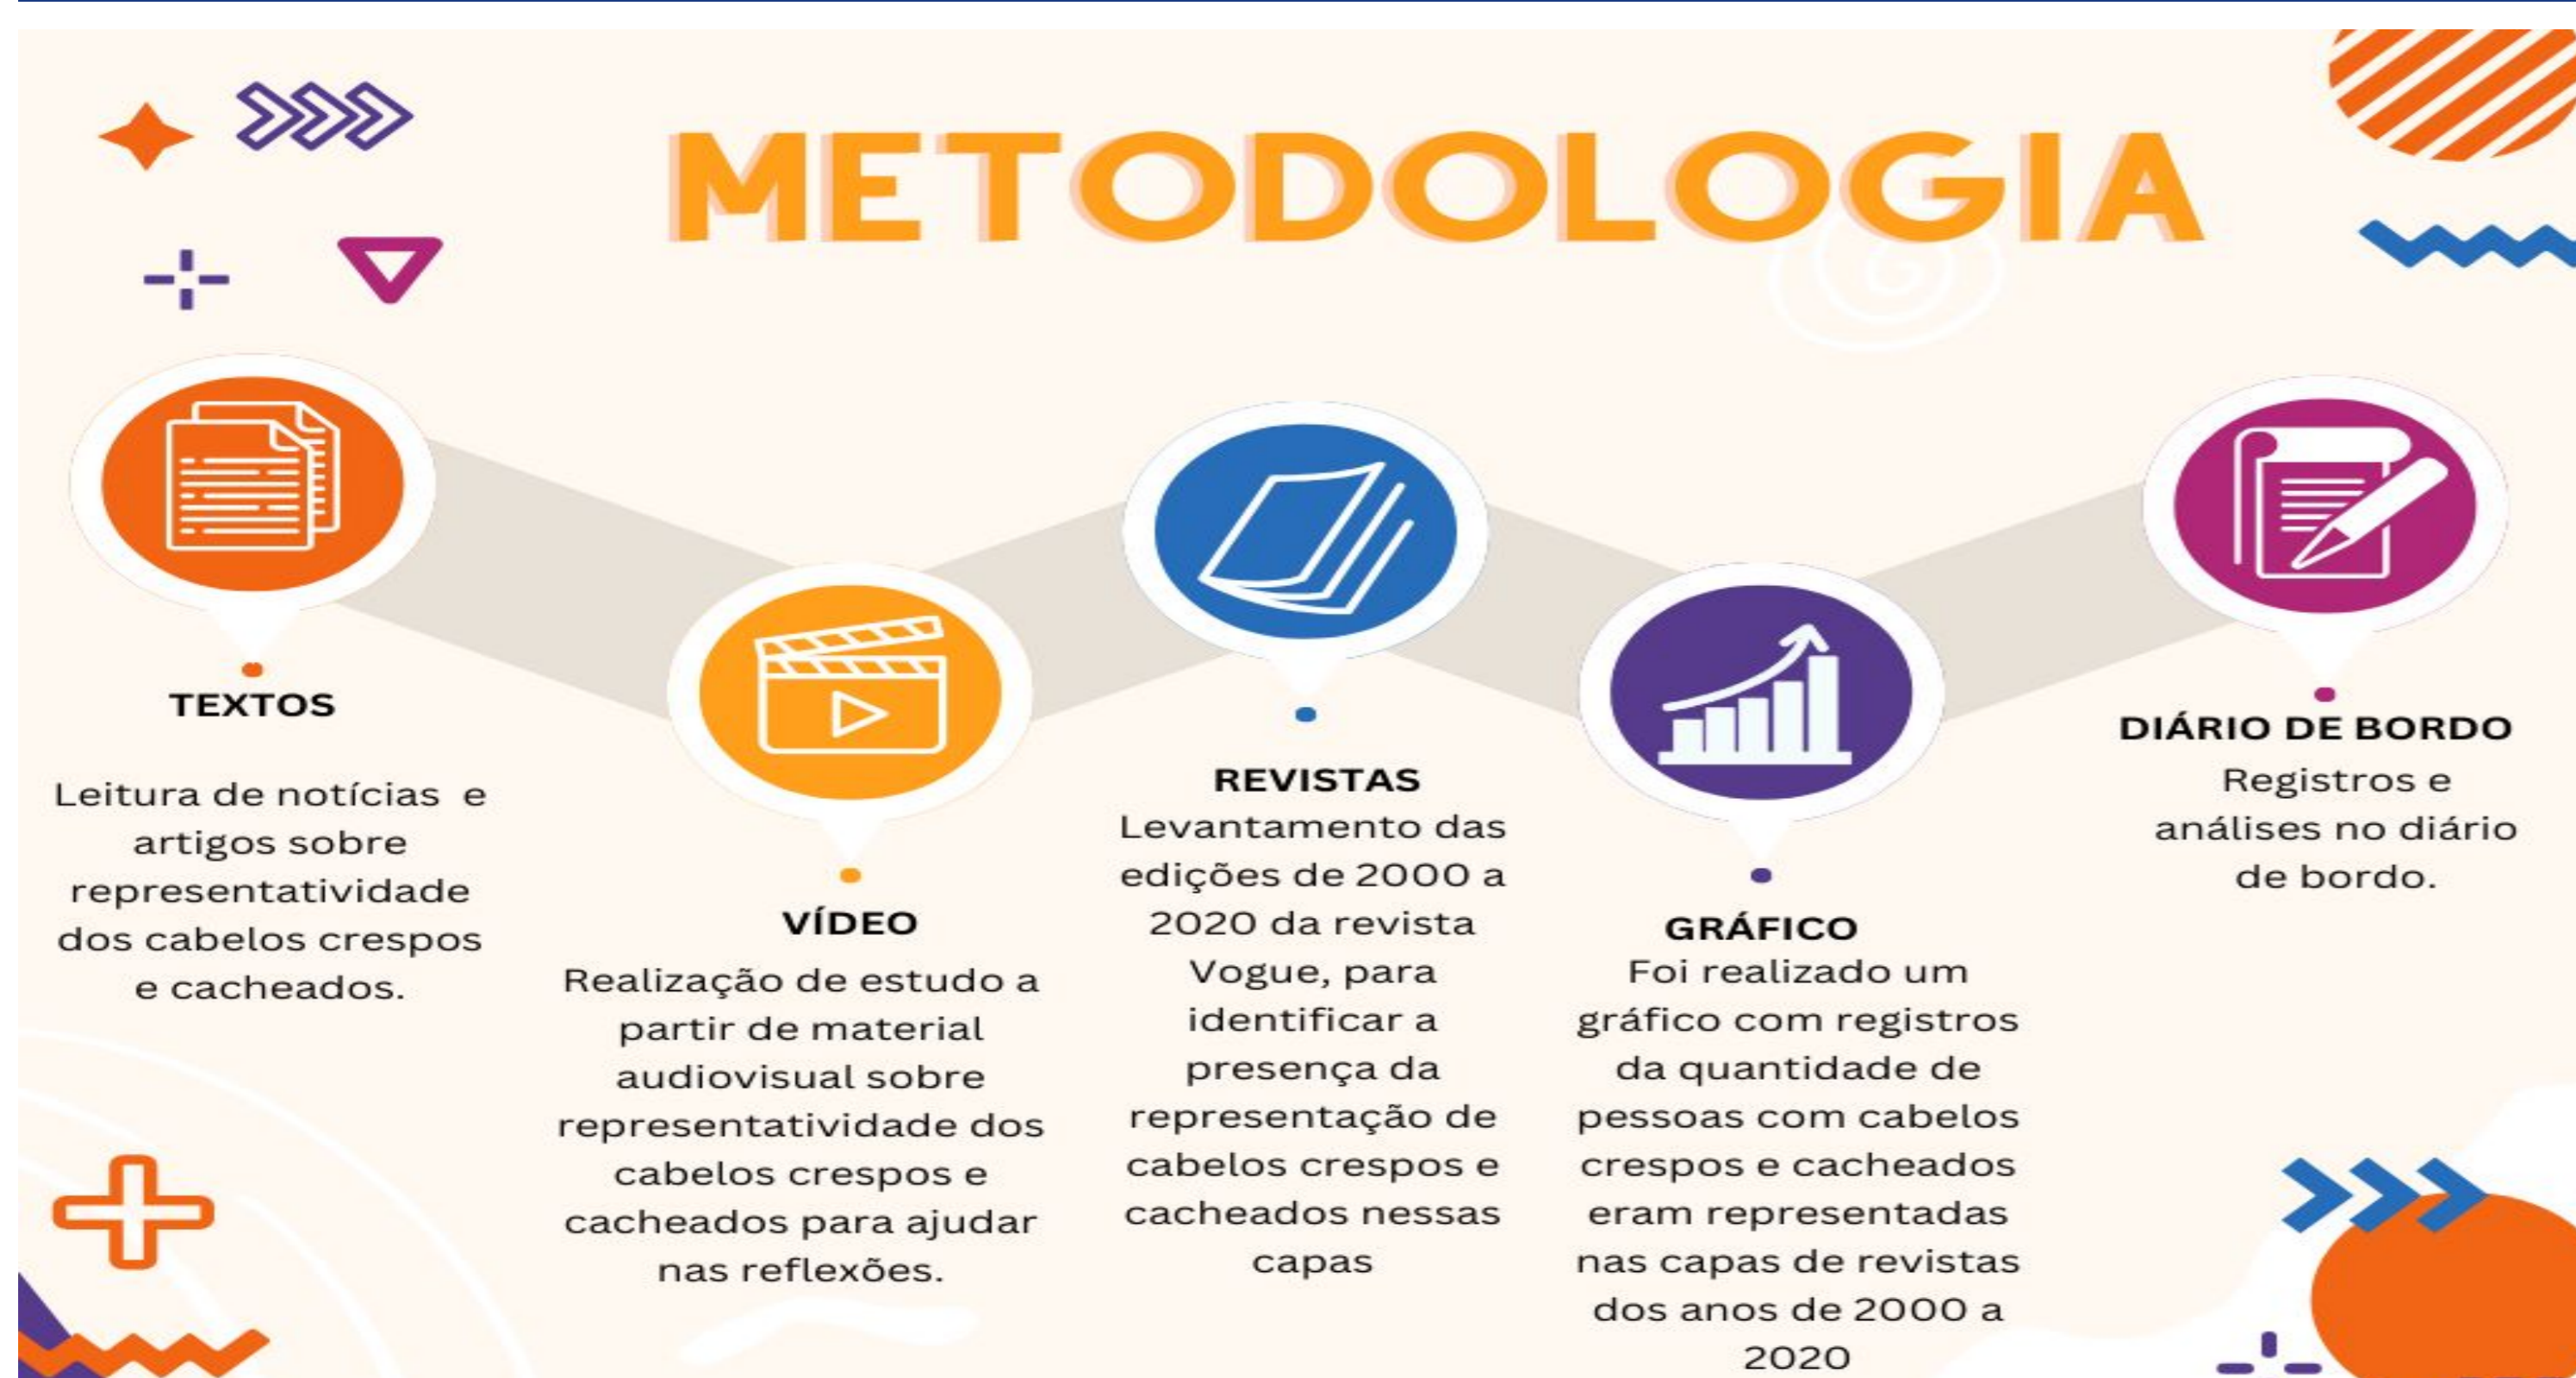 METODOLOGIA
TEXTOS
Leitura de notícias e
artigos sobre
representatividade
dos cabelos crespos
e cacheados.
VÍDEO
Realização de estudo a
partir de material
audiovisual sobre
representatividade dos
cabelos crespos e
cacheados para ajudar
nas reflexões.
REVISTAS
Levantamento das
edições de 2000 a
2020 da revista
Vogue, para
identificar a
presença da
representação de
cabelos crespos e
cacheados nessas
capas
GRÁFICO
Foi realizado um
gráfico com registros
da quantidade de
pessoas com cabelos
crespos e cacheados
eram representadas
nas capas de revistas
dos anos de 2000 a
2020
DIÁRIO DE BORDO
Registros e
análises no diário
de bordo.